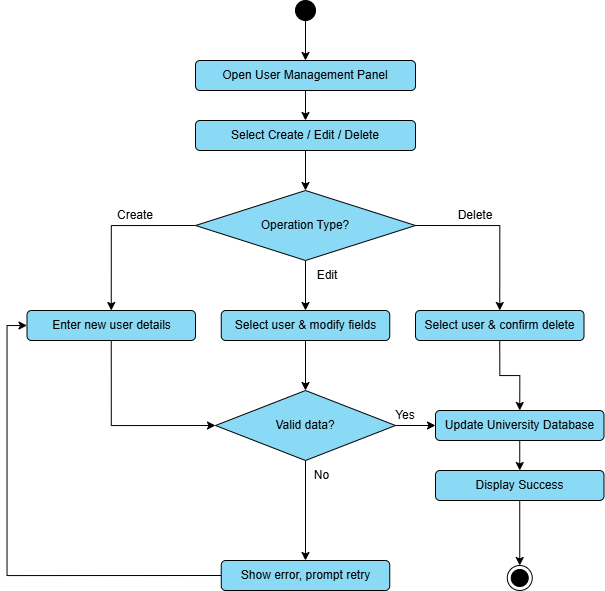 Open User Management Panel
Select Create / Edit / Delete
Operation Type?
Create
Delete
Edit
Enter new user details
Select user & modify fields
Select user & confirm delete
Valid data?
Yes
Update University Database
No
Display Success
Show error, prompt retry